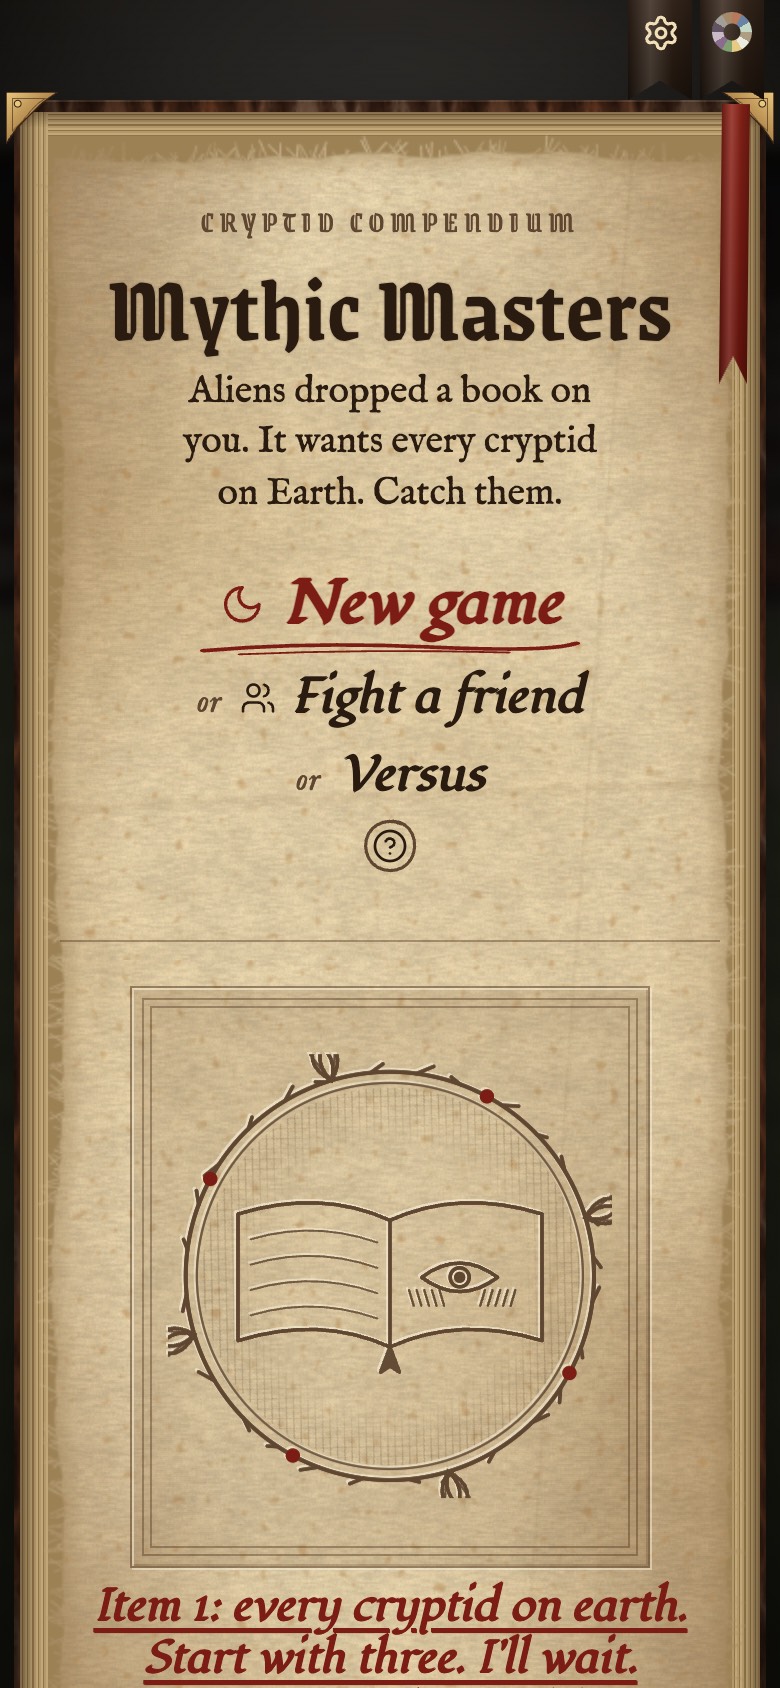 CRYPTID COMPENDIUM
Mythic Masters
Aliens dropped a book on
you. It wants every cryptid
on Earth. Catch them.
New game
or Fight a friend
or Versus
?
Item 1: every cryptid on earth.
Start with three. I'll wait.